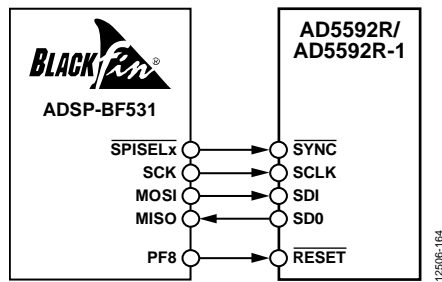 BLACKfin®
ADSP-BF531
SPISELx
SCK
MOSI
MISO
PF8
AD5592R/
AD5592R-1
SYNC
SCLK
SDI
SD0
RESET
12506-164